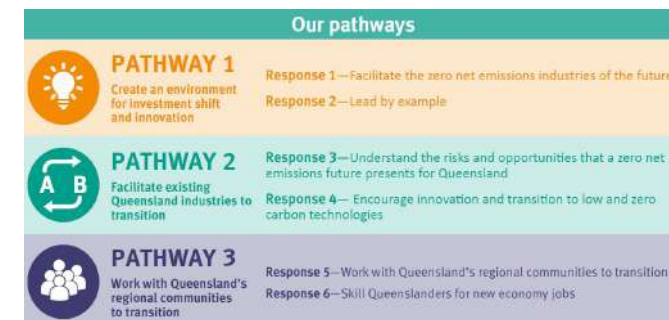 Our pathways
PATHWAY 1
Create an environment
for investment shift
and innovation
Response 1—Facilitate the zero net emissions industries of the future
Response 2—Lead by example
A B
PATHWAY 2
Facilitate existing
Queensland industries to
transition
Response 3—Understand the risks and opportunities that a zero net
emissions future presents for Queensland
Response 4— Encourage innovation and transition to low and zero
carbon technologies
PATHWAY 3
Work with Queensland's
regional communities
to transition
Response 5—Work with Queensland's regional communities to transition
Response 6—Skill Queenslanders for new economy jobs